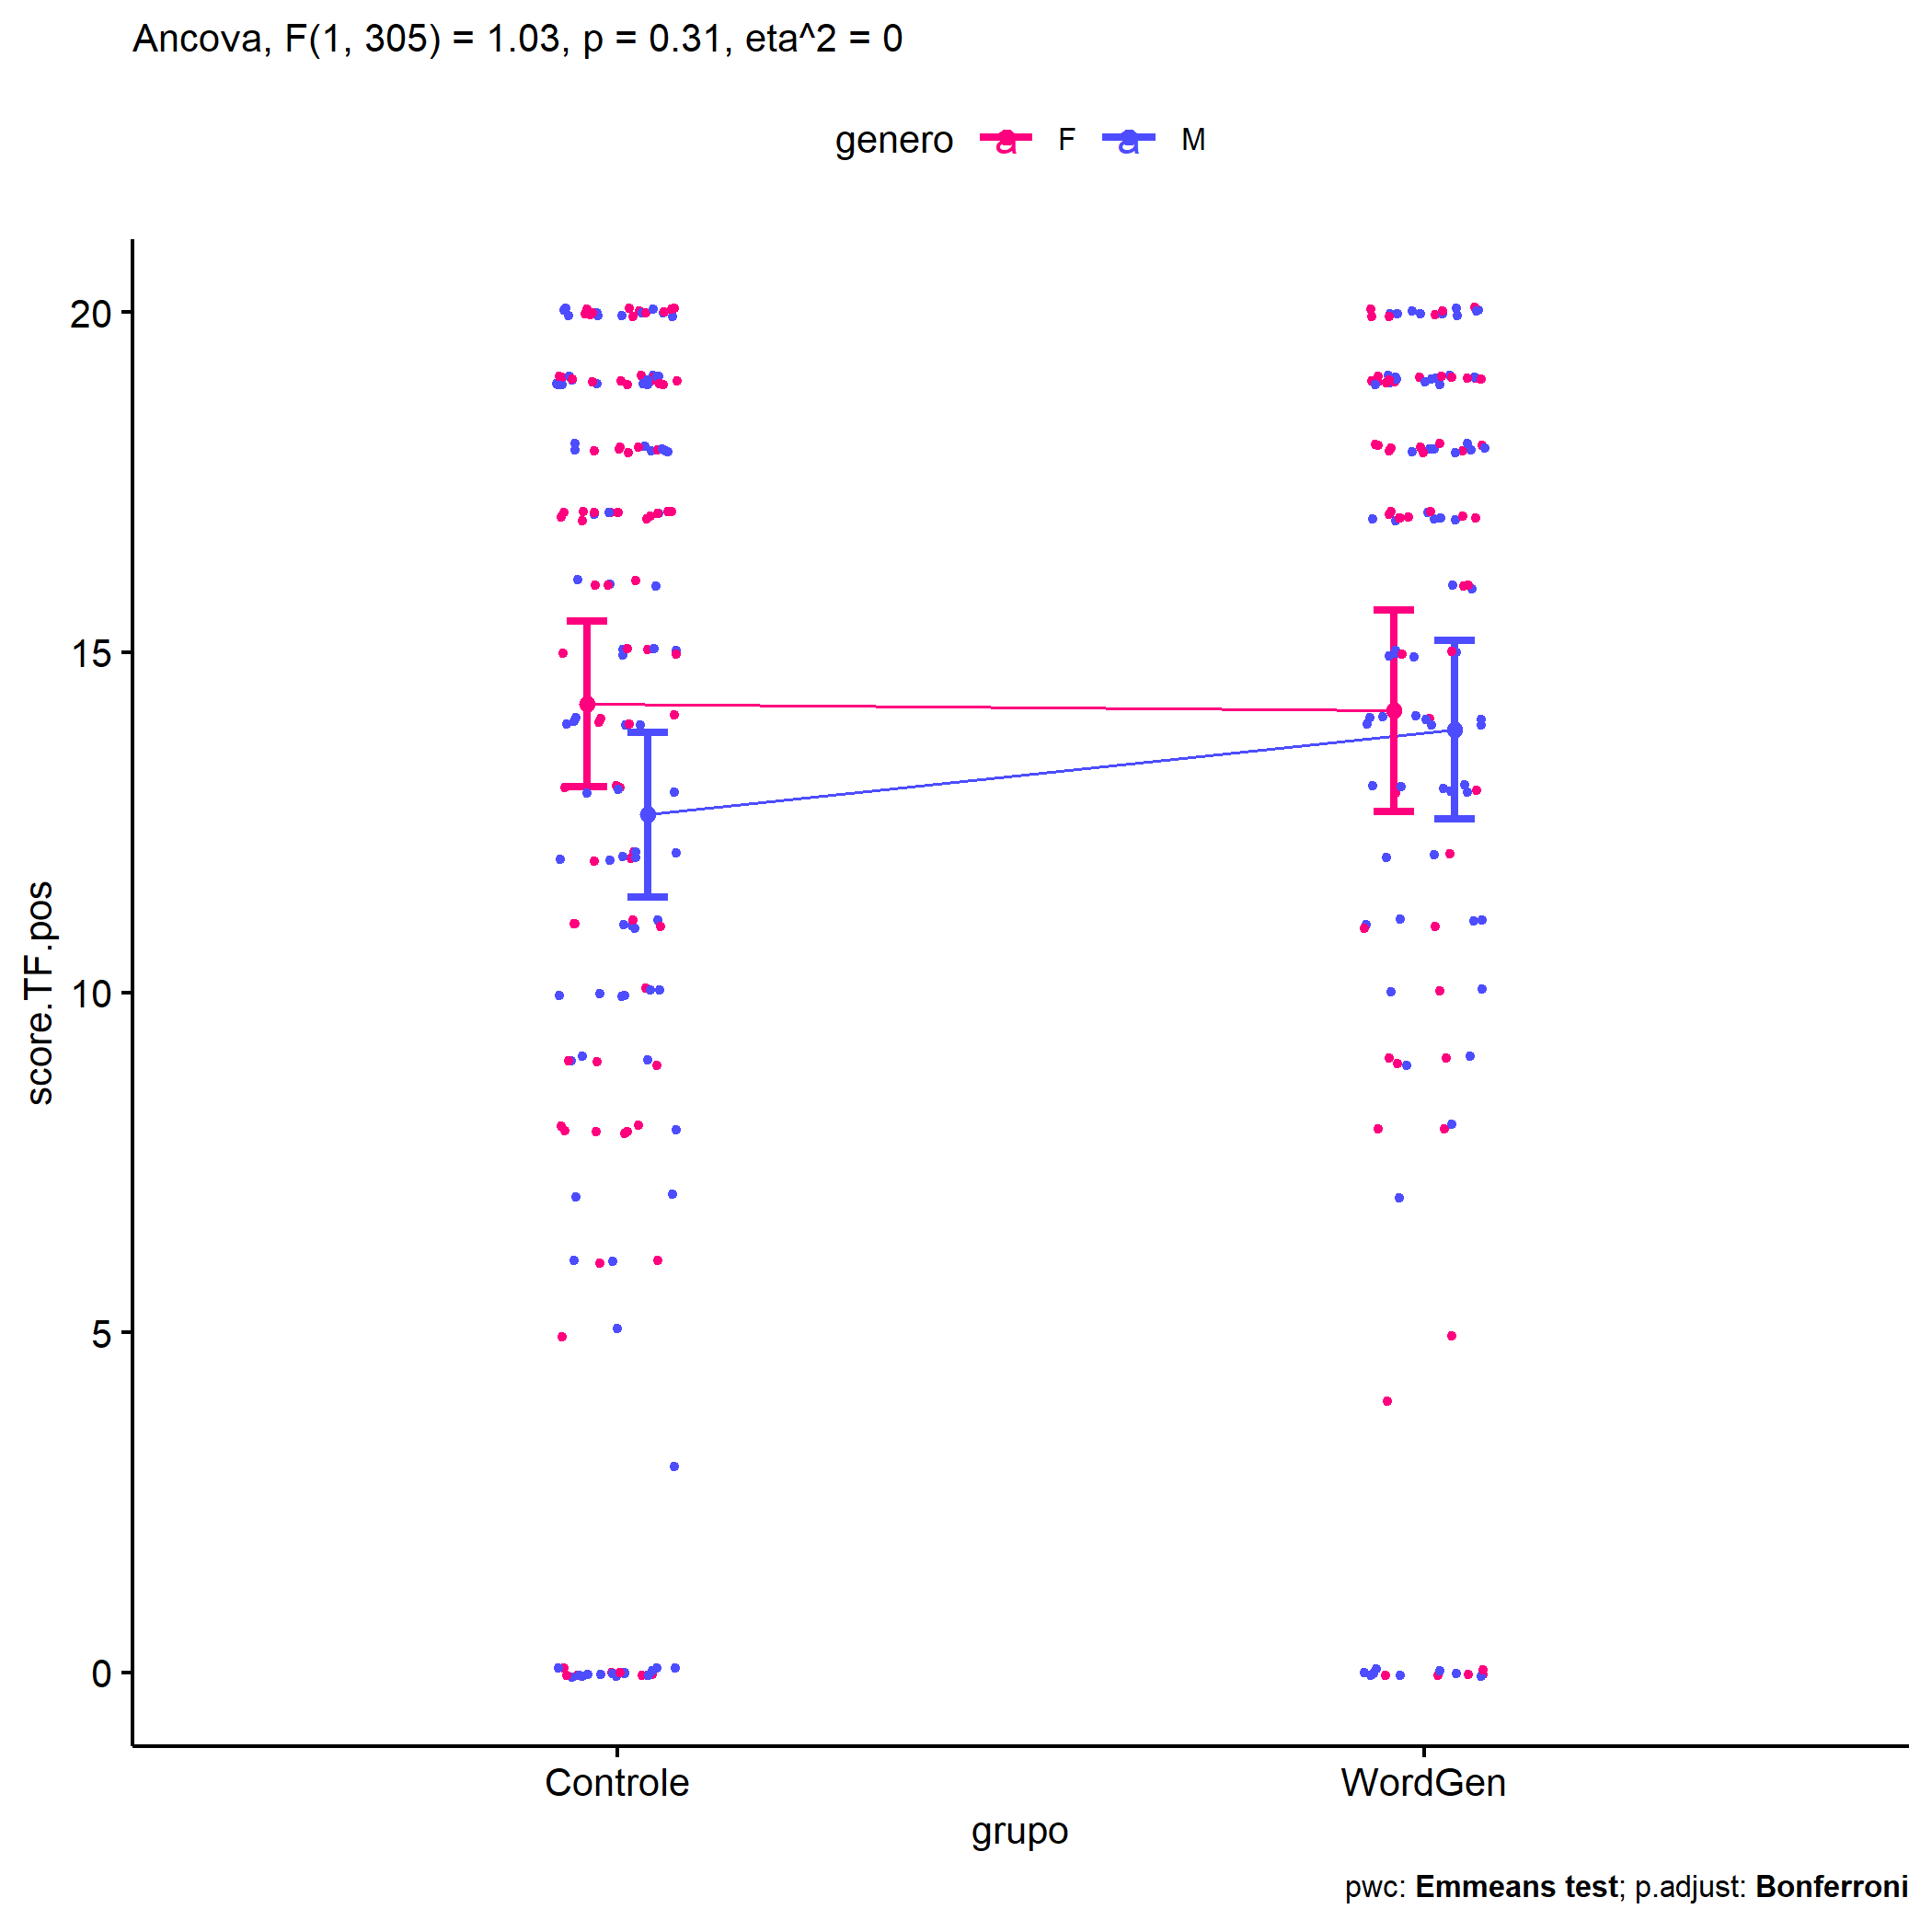 Ancova, F(1, 305) = 1.03, p = 0.31, eta^2 = 0
genero a F a M
score.TF.pos
20
15
10
5
0
Controle WordGen
grupo
pwc: Emmeans test; p.adjust: Bonferroni